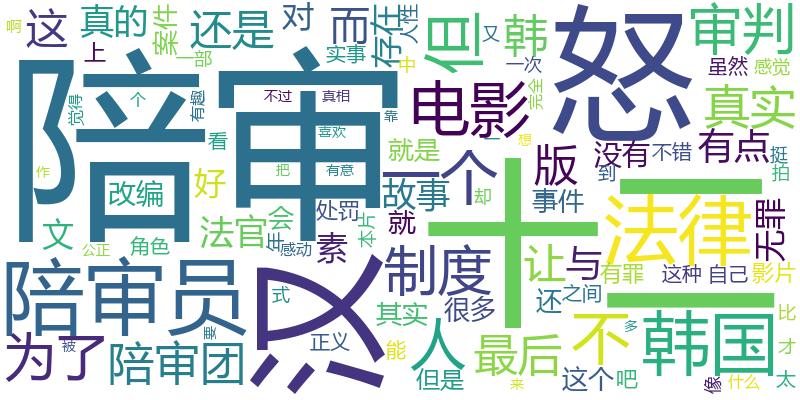 啊
这
真的
案件
还是
对
而
存在
人性
但
又
韩
怒
审判
上
一部
实事
中
一次
完全
虽然
感觉
陪审
觉得
个
有趣
不过
真相
靠
电影
真实
看
喜欢
就是
一
想
没有
不错
有点
挺
作
改编
好
把
有意
一个
版
到
拍
故事
却
事件
十二
法律
无罪
文
法官
会
处罚
本片
就
公正
角色
年
感动
素
让
与
有罪
这种
自己
影片
陪审员
汉
制度
式
其实
很多
还
之间
比
为了
被
陪审团
要
正义
能
人
最后
不
多
韩国
才
但是
来
这个
吧
像
什么
太